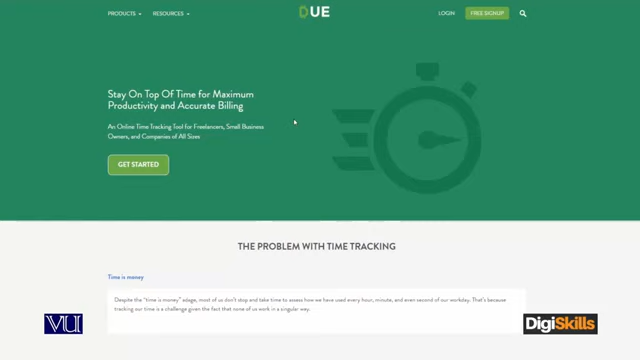 PRODUCTS RESOURCES DUE LOGIN FREE SIGNUP
Stay On Top Of Time for Maximum
Productivity and Accurate Billing
An Online Time Tracking Tool for Freelancers, Small Business
Owners, and Companies of All Sizes
GET STARTED
THE PROBLEM WITH TIME TRACKING
Time is money
Despite the "time is money" adage, most of us don't stop and take time to assess how we have used every hour, minute, and even second of our workday. That's because
tracking our time is a challenge given the fact that none of us work in a singular way.
VU
DigiSkills